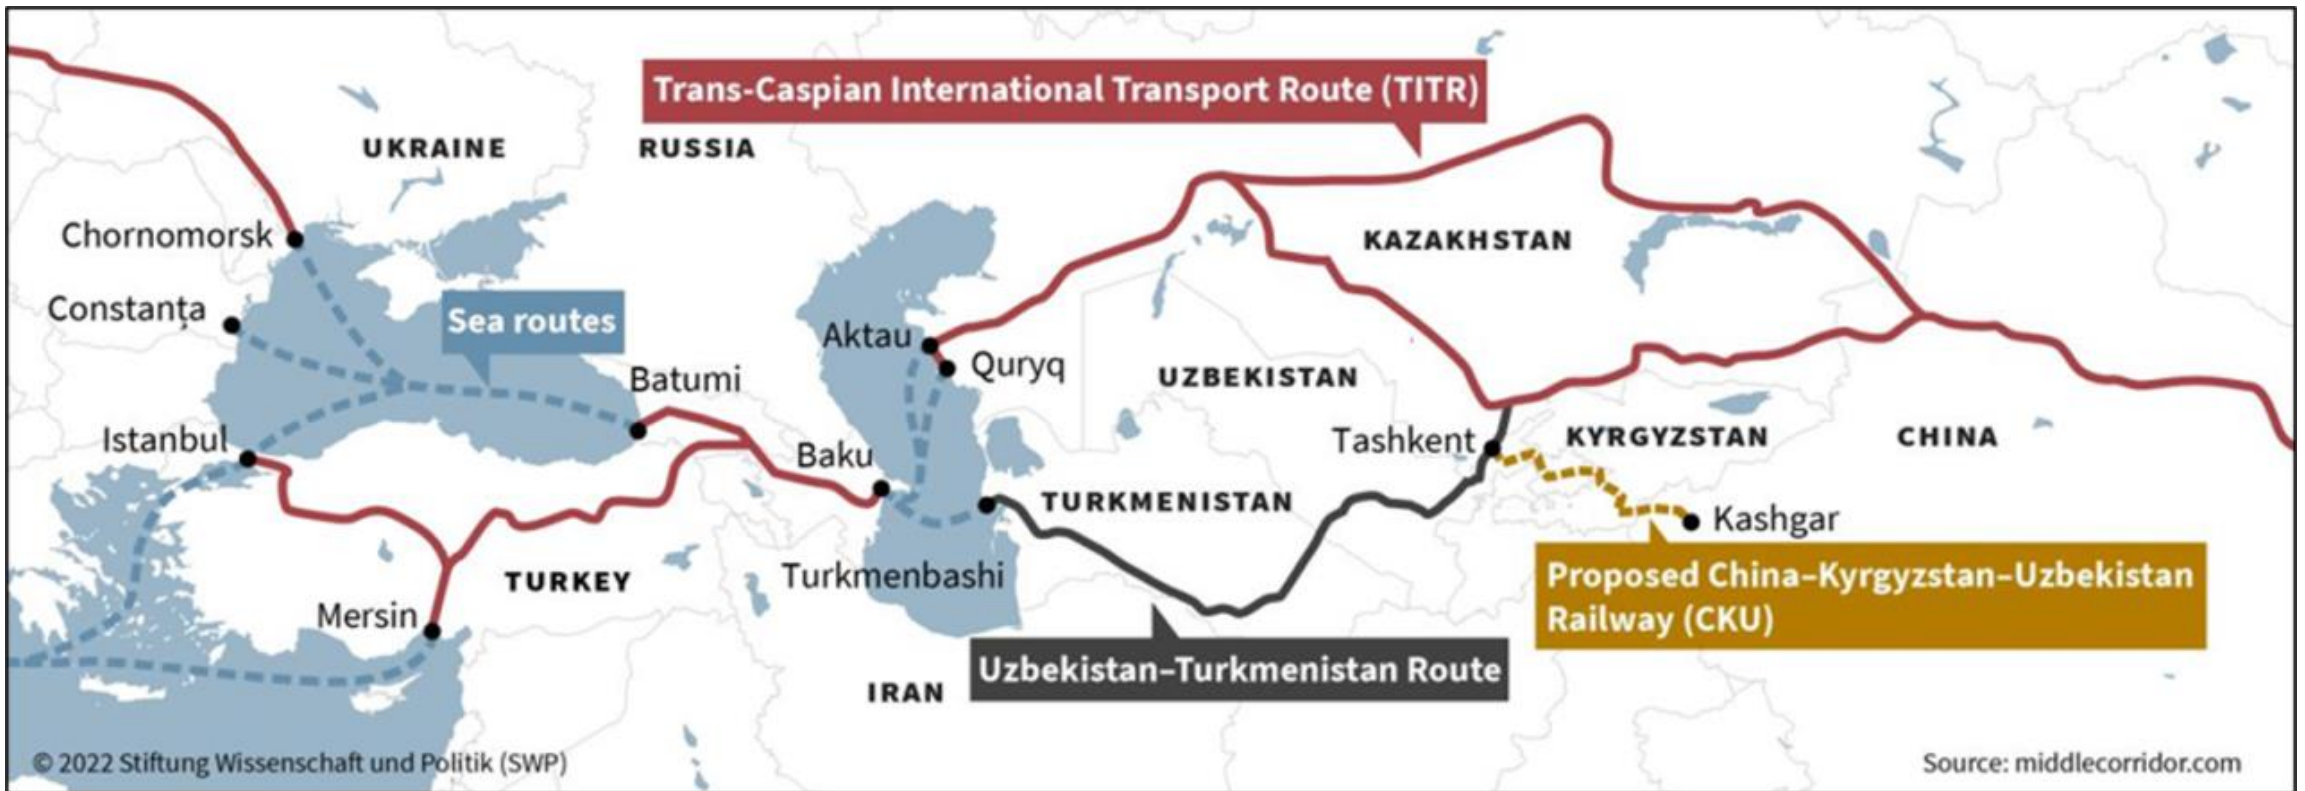 Trans-Caspian International Transport Route (TITR)
UKRAINE
RUSSIA
Chornomorsk
KAZAKHSTAN
Constanța
Sea routes
Aktau
Quryq
Batumi
UZBEKISTAN
Istanbul
Baku
Tashkent
KYRGYZSTAN
CHINA
TURKMENISTAN
Kashgar
TURKEY
Turkmenbashi
Proposed China–Kyrgyzstan–Uzbekistan
Railway (CKU)
Mersin
Uzbekistan–Turkmenistan Route
IRAN
© 2022 Stiftung Wissenschaft und Politik (SWP)
Source: middlecorridor.com